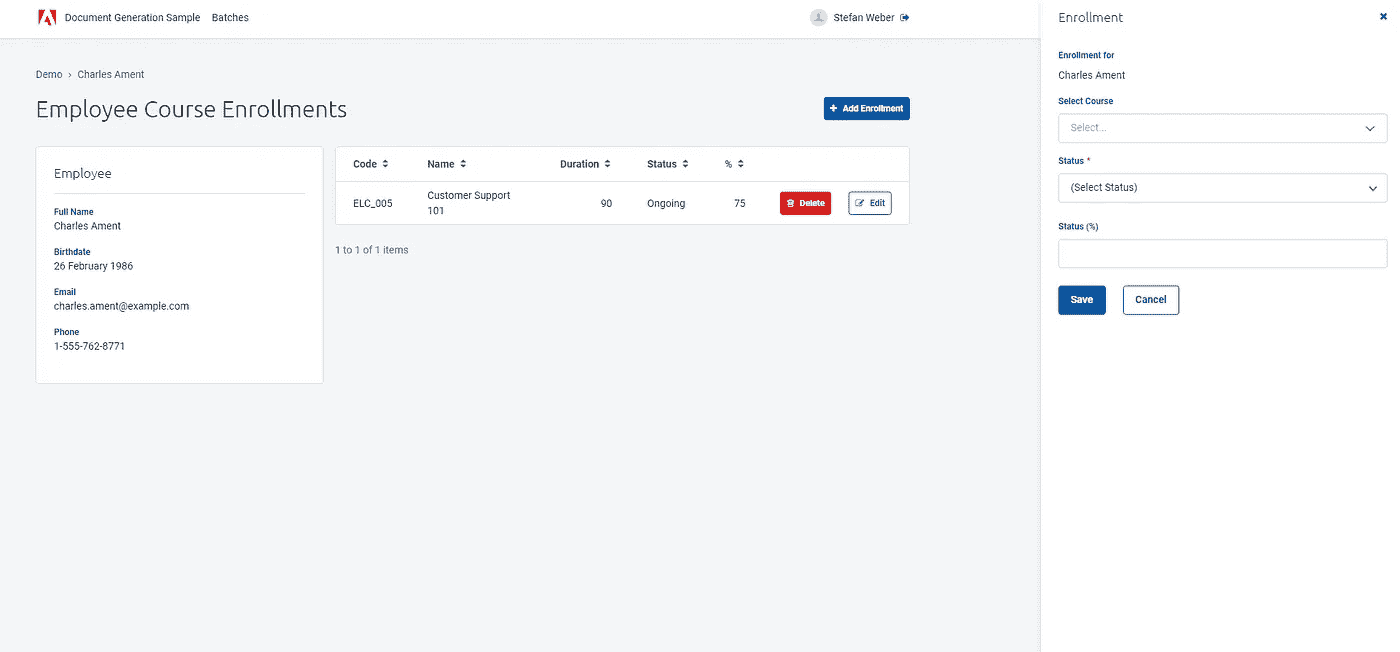 Document Generation Sample Batches
Stefan Weber
Demo › Charles Ament
Employee Course Enrollments
+ Add Enrollment
Employee
Full Name
Charles Ament
Birthdate
26 February 1986
Email
charles.ament@example.com
Phone
1-555-762-8771
Code Name Duration Status %
ELC_005 Customer Support 90 Ongoing 75 Delete Edit
101
1 to 1 of 1 items
Enrollment
Enrollment for
Charles Ament
Select Course
Select...
Status *
(Select Status)
Status (%)
Save Cancel